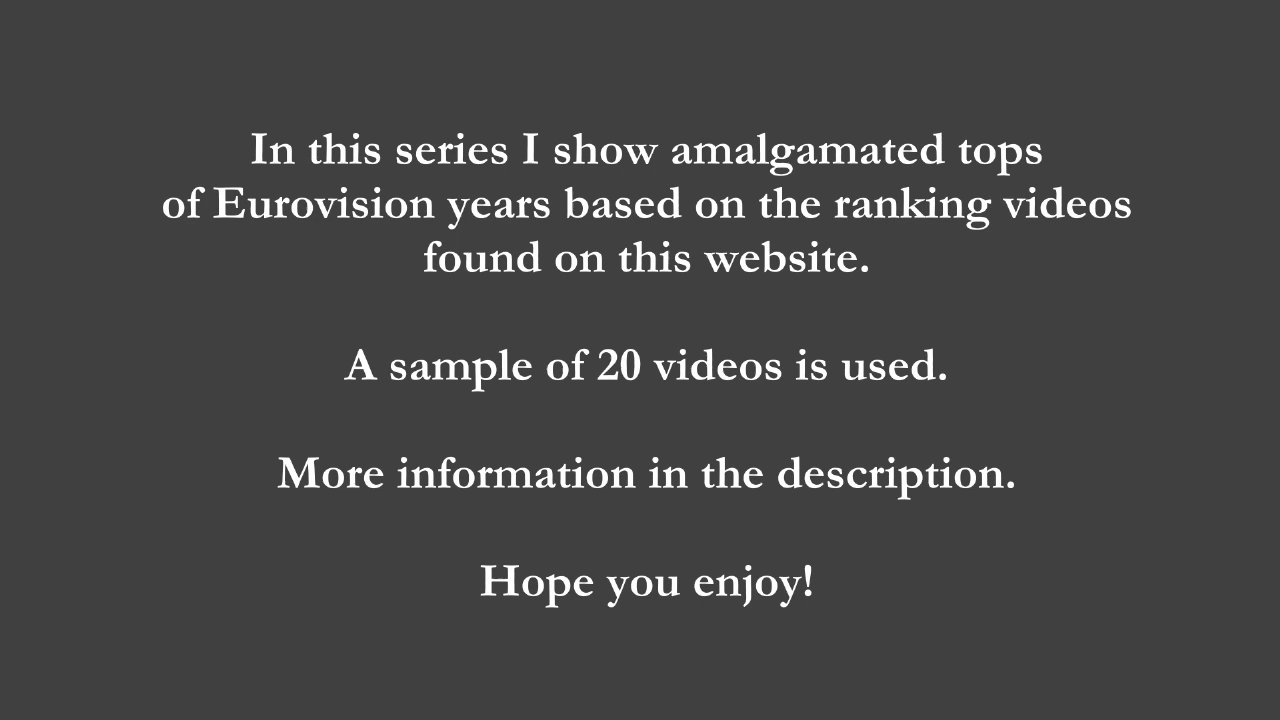 In this series I show amalgamated tops
of Eurovision years based on the ranking videos
found on this website.
A sample of 20 videos is used.
More information in the description.
Hope you enjoy!